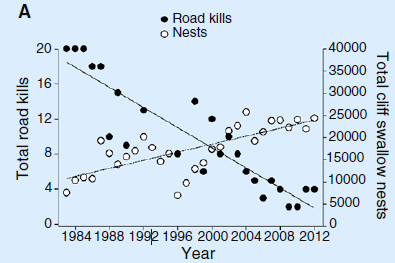 A
Road kills
Nests
Total road kills
20
16
12
8
4
0
40000
35000
30000
25000
20000
15000
10000
5000
0
Total cliff swallow nests
1984 1988 1992 1996 2000 2004 2008 2012
Year